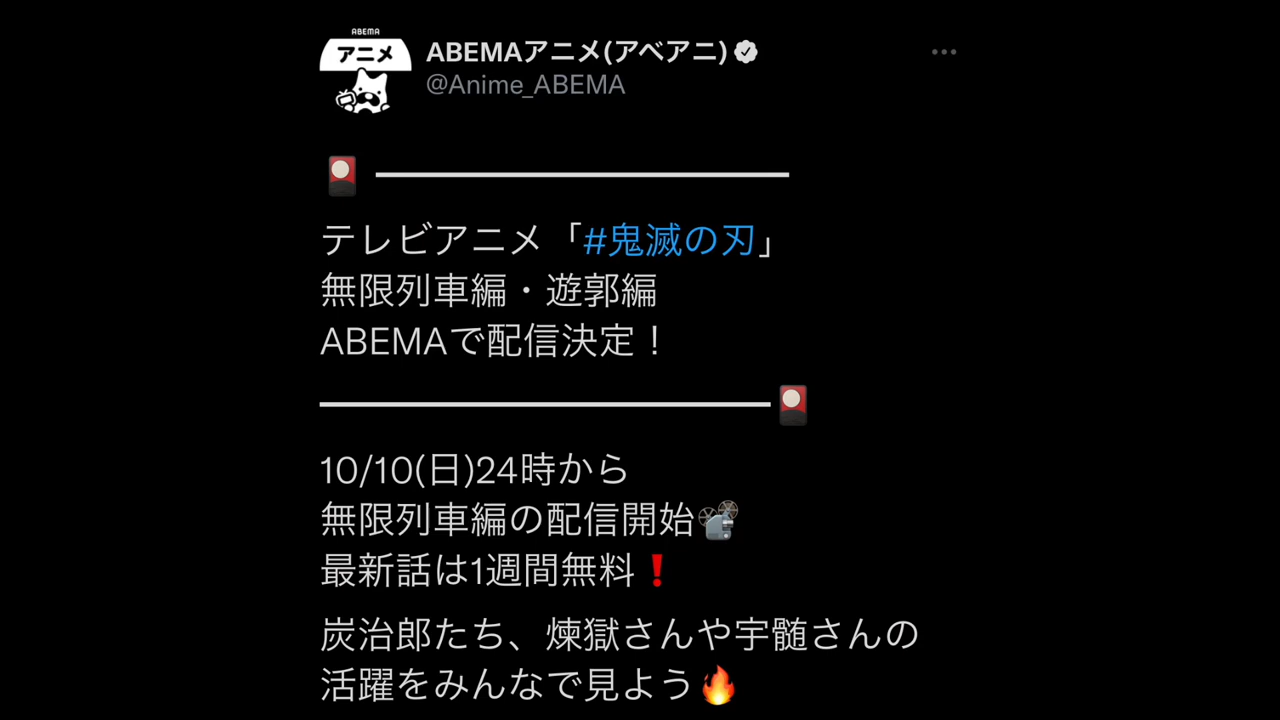 ABEMA
アニメ
ABEMAアニメ(アベアニ)
@Anime_ABEMA
テレビアニメ「#鬼滅の刃」
無限列車編・遊郭編
ABEMAで配信決定！
10/10(日)24時から
無限列車編の配信開始📽
最新話は1週間無料❗
炭治郎たち、煉獄さんや宇髄さんの
活躍をみんなで見よう🔥